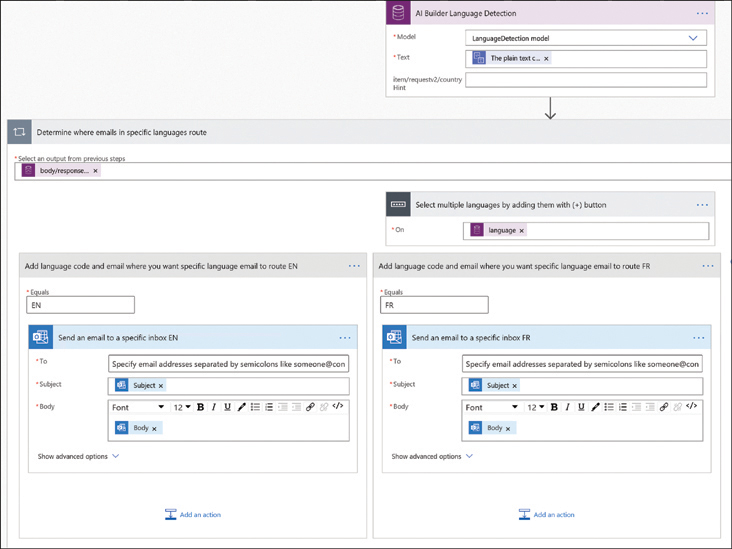 AI Builder Language Detection
* Model
LanguageDetection model
* Text
The plain text c... ×
item/requestv2/country
Hint
Determine where emails in specific languages route
* Select an output from previous steps
body/response... ×
Select multiple languages by adding them with (+) button
* On
language ×
Add language code and email where you want specific language email to route EN
* Equals
EN
Send an email to a specific inbox EN
* To
Specify email addresses separated by semicolons like someone@con
* Subject
Subject ×
* Body
Font 12 B I U </>
Body ×
Show advanced options
Add an action
Add language code and email where you want specific language email to route FR
* Equals
FR
Send an email to a specific inbox FR
* To
Specify email addresses separated by semicolons like someone@con
* Subject
Subject ×
* Body
Font 12 B I U </>
Body ×
Show advanced options
Add an action